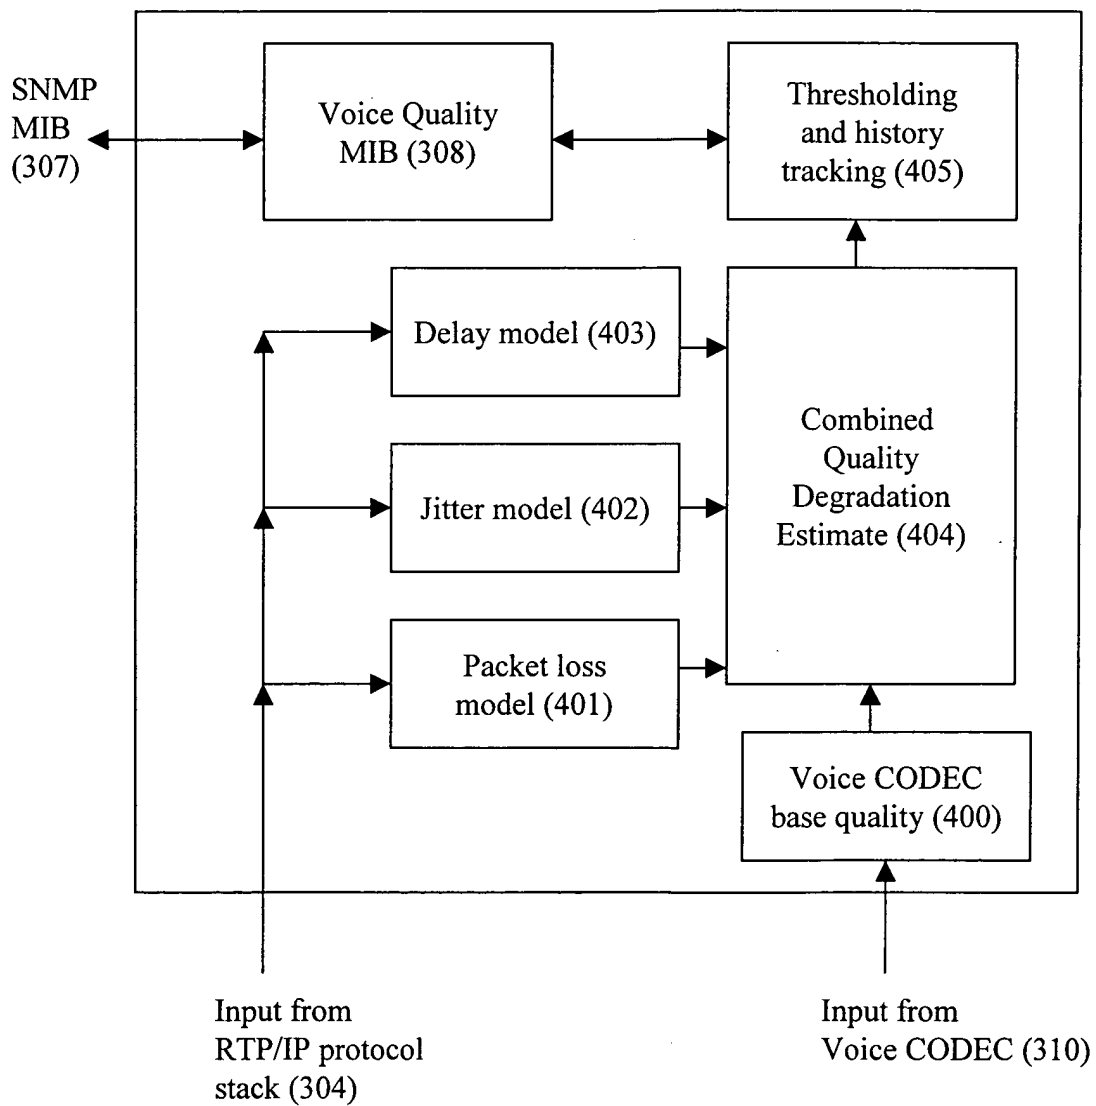 SNMP
MIB
(307)
Voice Quality
MIB (308)
Thresholding
and history
tracking (405)
Delay model (403)
Combined
Quality
Degradation
Estimate (404)
Jitter model (402)
Packet loss
model (401)
Voice CODEC
base quality (400)
Input from
RTP/IP protocol
stack (304)
Input from
Voice CODEC (310)